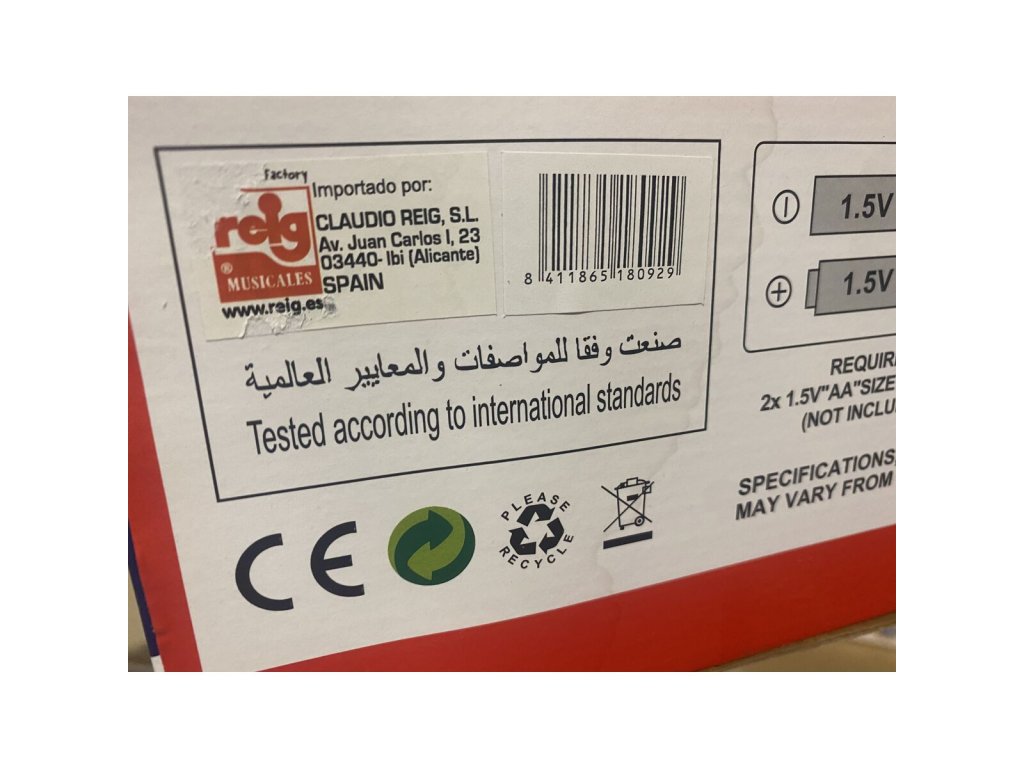 Factory
reig
®
MUSICALES
www.reig.es
Importado por:
CLAUDIO REIG, S.L.
Av. Juan Carlos I, 23
03440- Ibi (Alicante)
SPAIN
8 411865 180929
صنعت وفقا للمواصفات والمعايير العالمية
Tested according to international standards
CE
PLEASE
RECYCLE
1.5V
1.5V
2x 1.5V"AA"SIZE
(NOT
SPECIFICATIONS
MAY VARY FROM